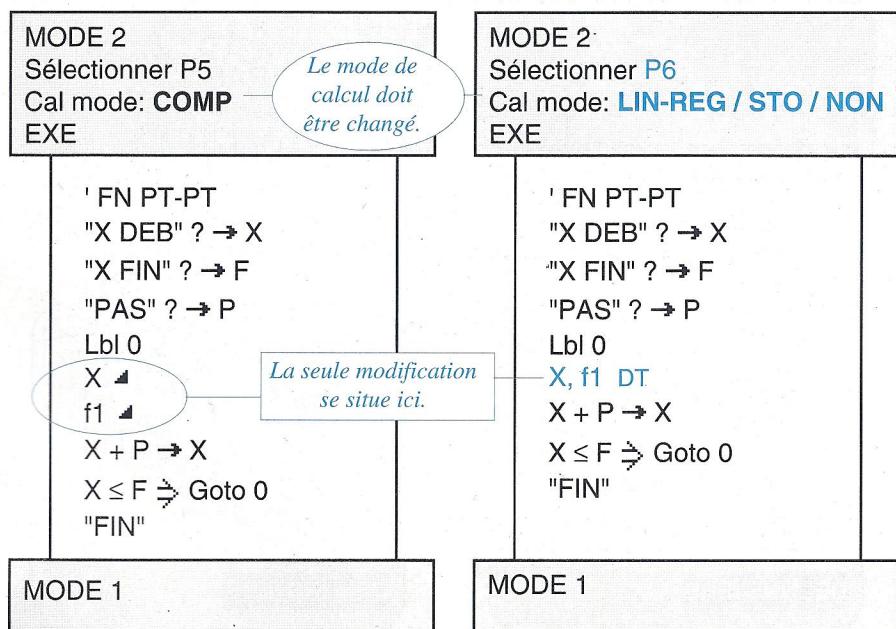 MODE 2
Sélectionner P5
Cal mode: COMP
EXE
Le mode de
calcul doit
être changé.
MODE 2
Sélectionner P6
Cal mode: LIN-REG / STO / NON
EXE
' FN PT-PT
"X DEB" ? → X
"X FIN" ? → F
"PAS" ? → P
Lbl 0
X ◢
f1 ◢
X + P → X
X ≤ F ⇒ Goto 0
"FIN"
La seule modification
se situe ici.
' FN PT-PT
"X DEB" ? → X
"X FIN" ? → F
"PAS" ? → P
Lbl 0
X, f1 DT
X + P → X
X ≤ F ⇒ Goto 0
"FIN"
MODE 1
MODE 1